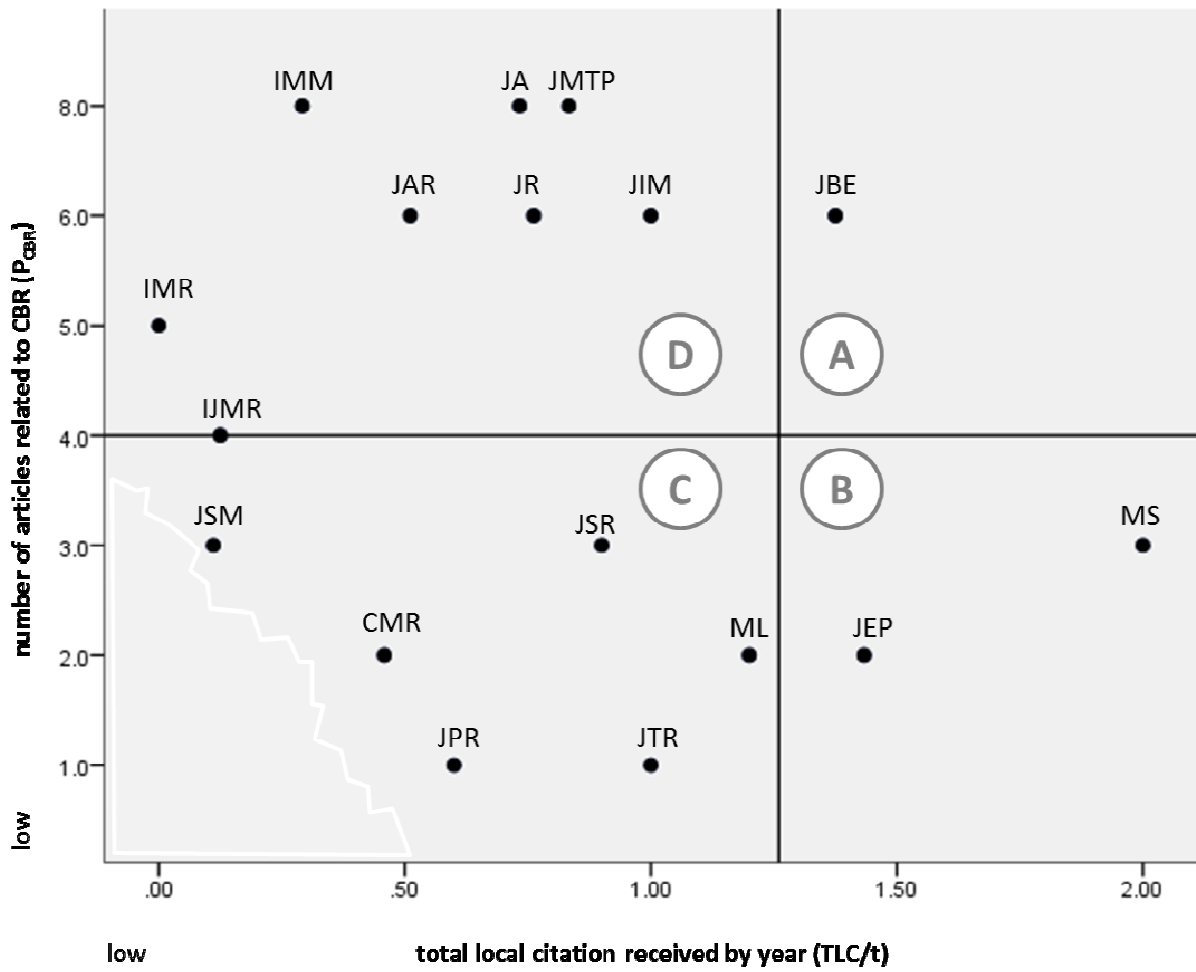 IMM JA JMTP
8.0
JAR JR JIM JBE
6.0
IMR
5.0
D A
IJMR
4.0
C B
JSM JSR MS
3.0
CMR ML JEP
2.0
JPR JTR
1.0
low number of articles related to CBR (PCBR)
.00 .50 1.00 1.50 2.00
low total local citation received by year (TLC/t)